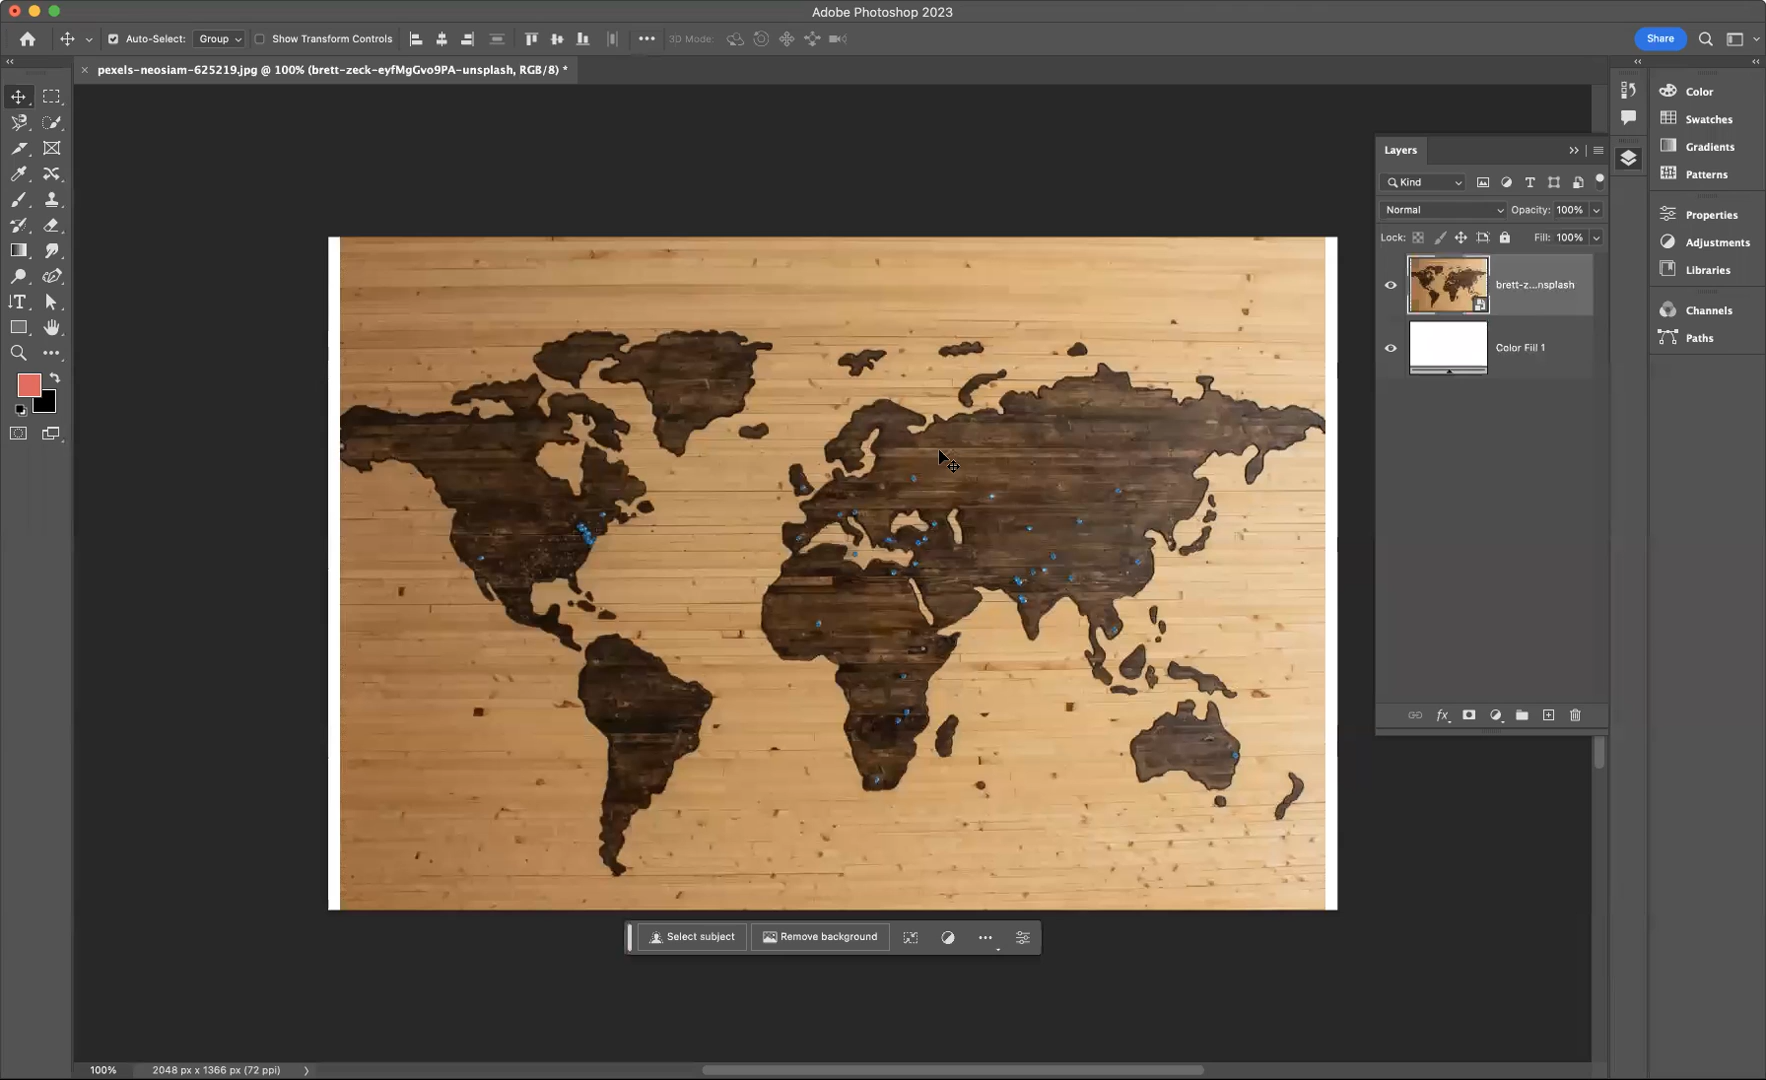 Adobe Photoshop 2023
Auto-Select: Group Show Transform Controls 3D Mode: Share
pexels-neosiam-625219.jpg @ 100% (brett-zeck-eyfMgGvo9PA-unsplash, RGB/8) *
Layers
Kind
Normal Opacity: 100%
Lock: Fill: 100%
brett-z...nsplash
Color Fill 1
fx
Color
Swatches
Gradients
Patterns
Properties
Adjustments
Libraries
Channels
Paths
Select subject Remove background
100% 2048 px x 1366 px (72 ppi)